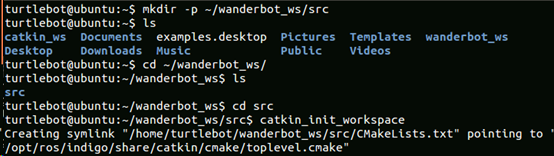 turtlebot@ubuntu:~$ mkdir -p ~/wanderbot_ws/src
turtlebot@ubuntu:~$ ls
catkin_ws  Documents  examples.desktop  Pictures  Templates  wanderbot_ws
Desktop    Downloads  Music             Public    Videos
turtlebot@ubuntu:~$ cd ~/wanderbot_ws/
turtlebot@ubuntu:~/wanderbot_ws$ ls
src
turtlebot@ubuntu:~/wanderbot_ws$ cd src
turtlebot@ubuntu:~/wanderbot_ws/src$ catkin_init_workspace
Creating symlink "/home/turtlebot/wanderbot_ws/src/CMakeLists.txt" pointing to "
/opt/ros/indigo/share/catkin/cmake/toplevel.cmake"